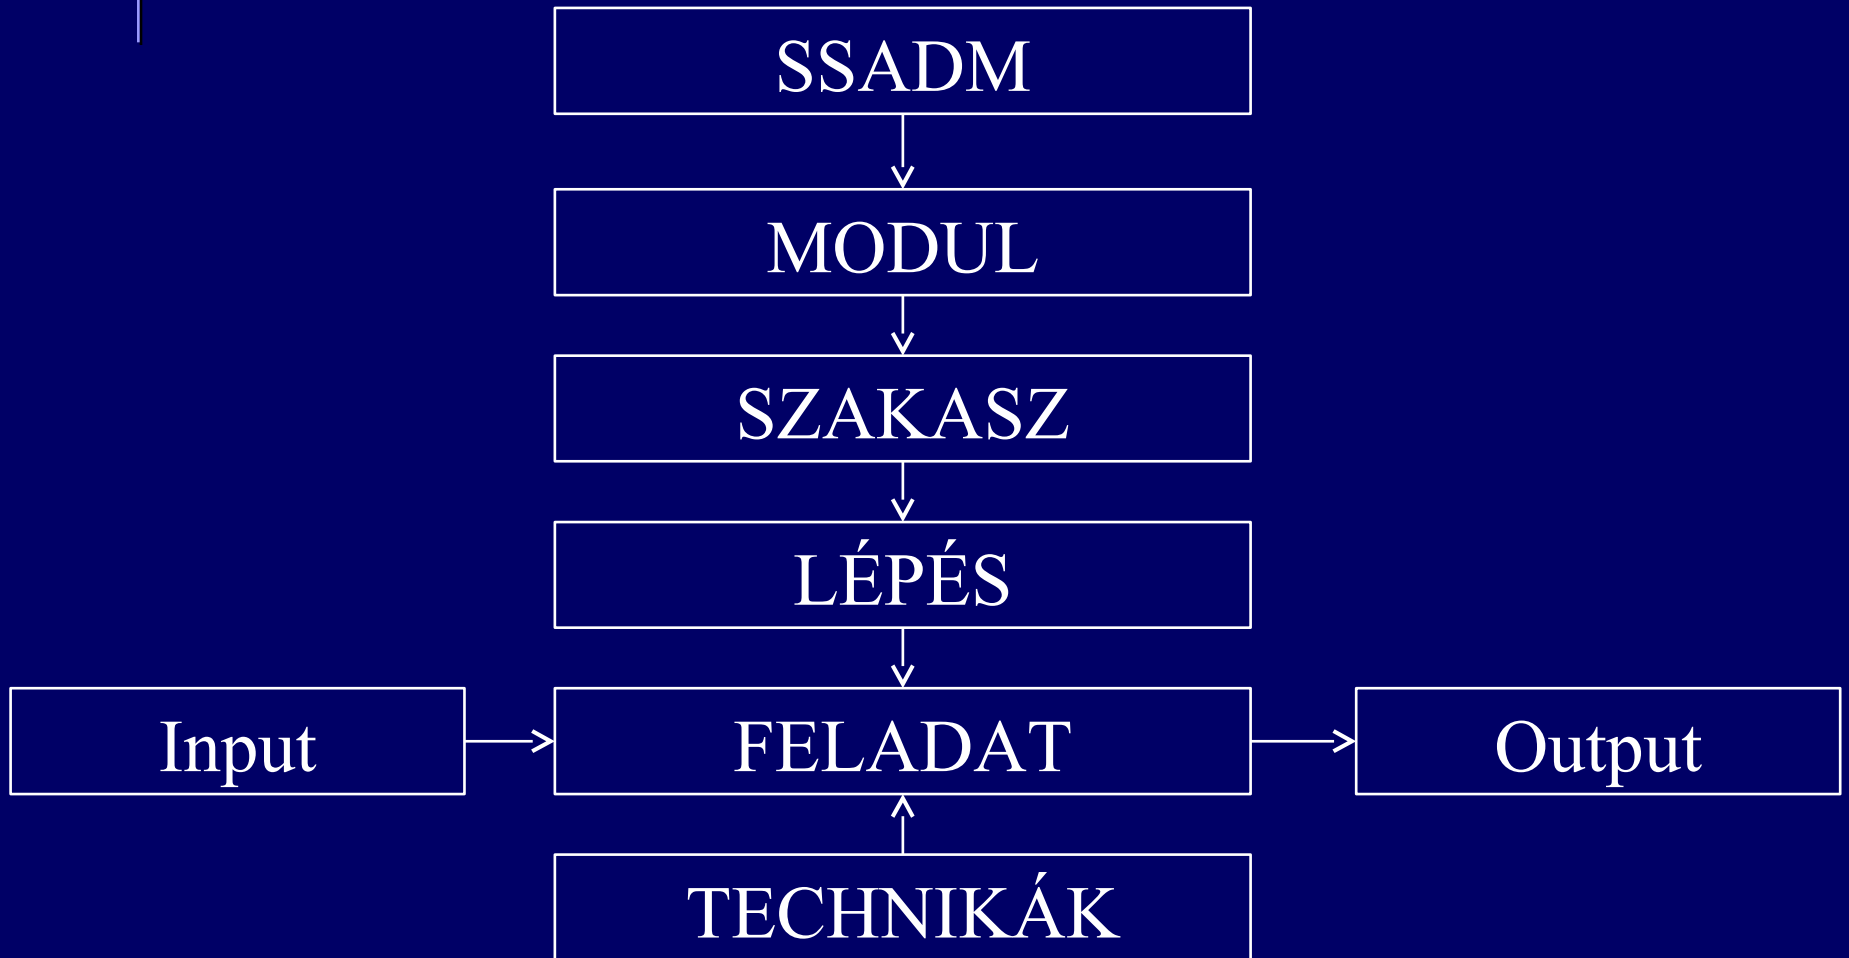 SSADM
MODUL
SZAKASZ
LÉPÉS
Input
FELADAT
Output
TECHNIKÁK